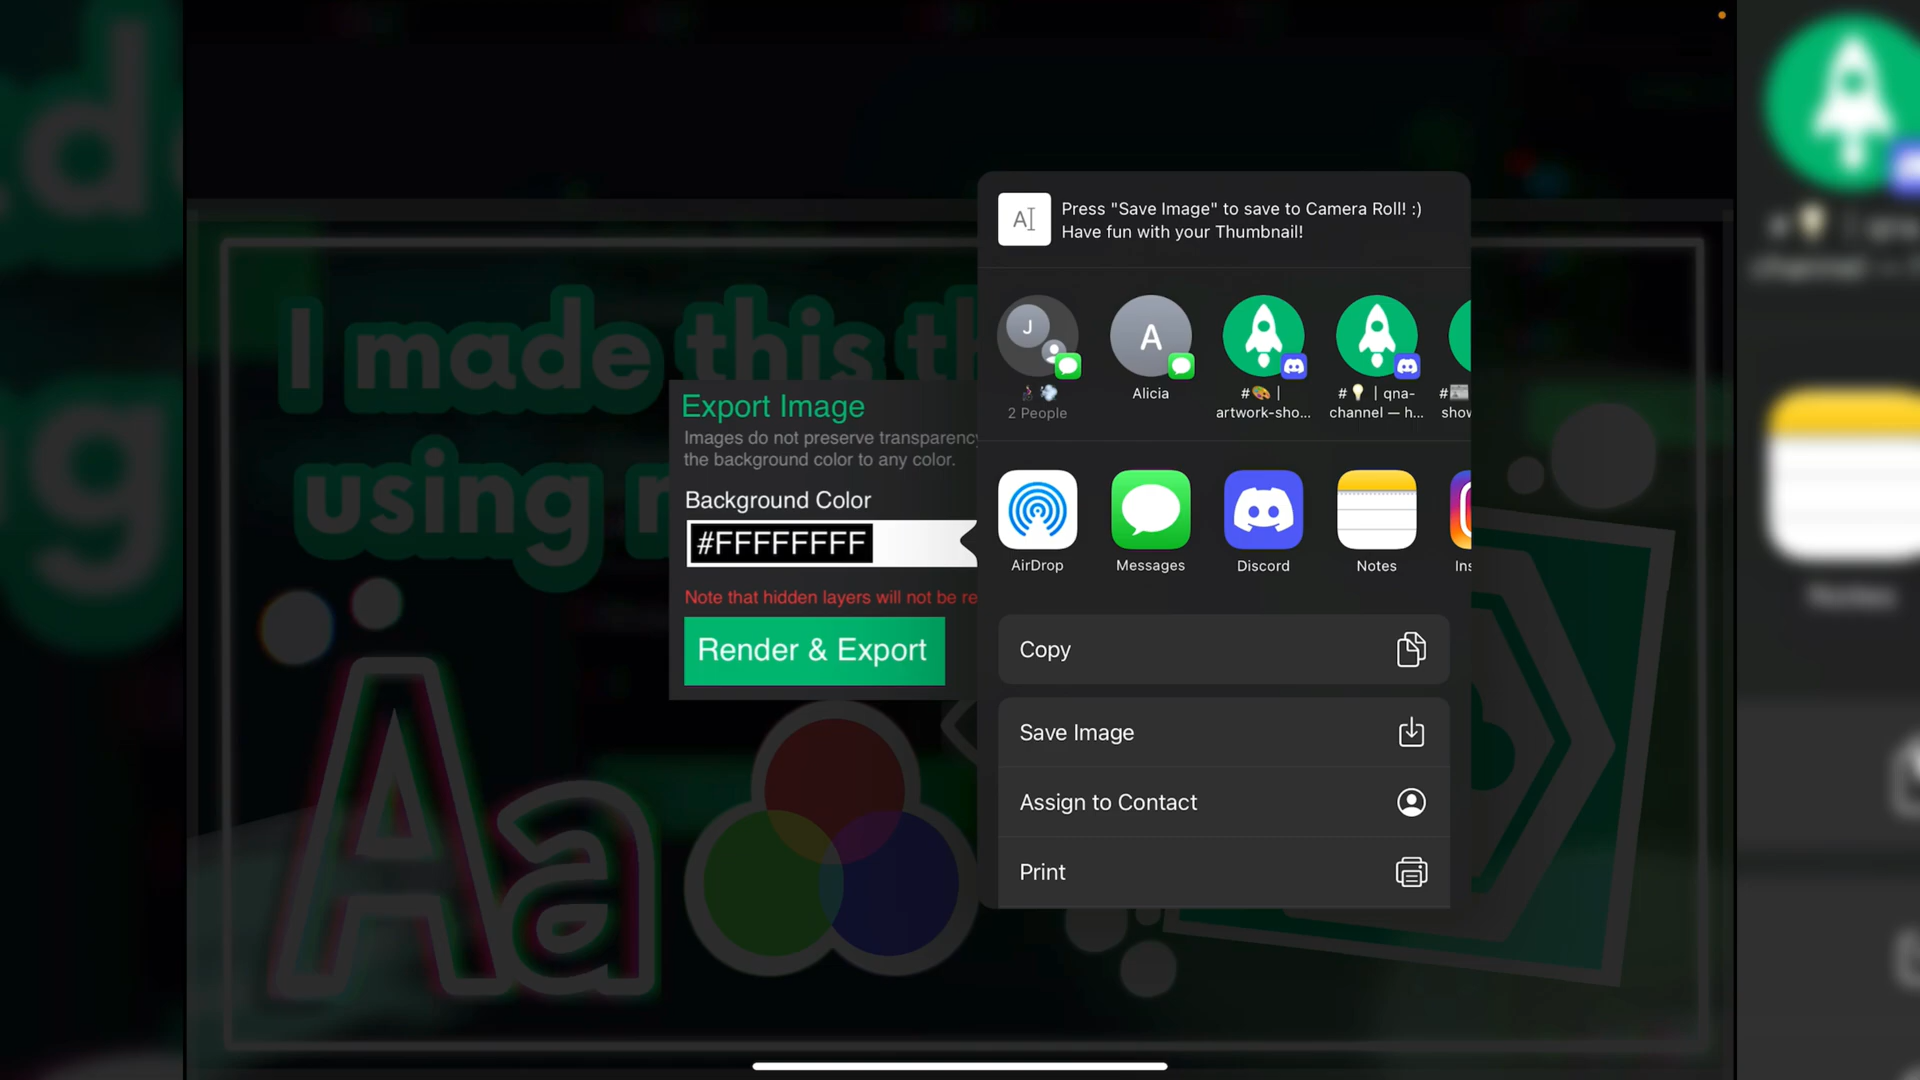 Press "Save Image" to save to Camera Roll! :)
Have fun with your Thumbnail!
J
A
2 People
Alicia
# |
artwork-sho...
# | qna-
channel — h...
#
show
AirDrop
Messages
Discord
Notes
Ins
Copy
Save Image
Assign to Contact
Print
Export Image
Images do not preserve transparency
the background color to any color.
Background Color
#FFFFFFFF
Note that hidden layers will not be re
Render & Export
I made this th
using
Aa
Notes